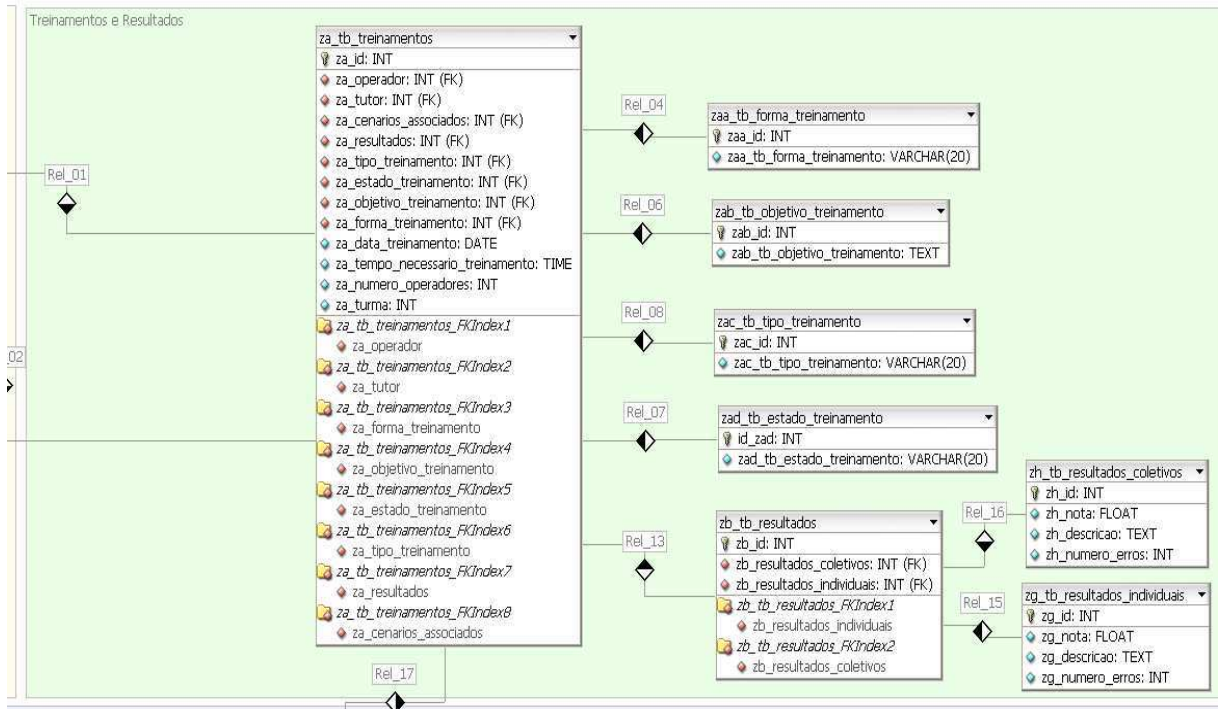 Treinamentos e Resultados
za_tb_treinamentos
za_id: INT
za_operador: INT (FK)
za_tutor: INT (FK)
za_cenarios_associados: INT (FK)
za_resultados: INT (FK)
za_tipo_treinamento: INT (FK)
za_estado_treinamento: INT (FK)
za_objetivo_treinamento: INT (FK)
za_forma_treinamento: INT (FK)
za_data_treinamento: DATE
za_tempo_necessario_treinamento: TIME
za_numero_operadores: INT
za_turma: INT
za_tb_treinamentos_FKIndex1
za_operador
za_tb_treinamentos_FKIndex2
za_tutor
za_tb_treinamentos_FKIndex3
za_forma_treinamento
za_tb_treinamentos_FKIndex4
za_objetivo_treinamento
za_tb_treinamentos_FKIndex5
za_estado_treinamento
za_tb_treinamentos_FKIndex6
za_tipo_treinamento
za_tb_treinamentos_FKIndex7
za_resultados
za_tb_treinamentos_FKIndex8
za_cenarios_associados
Rel_01
02
Rel_17
Rel_04
zaa_tb_forma_treinamento
zaa_id: INT
zaa_tb_forma_treinamento: VARCHAR(20)
Rel_06
zab_tb_objetivo_treinamento
zab_id: INT
zab_tb_objetivo_treinamento: TEXT
Rel_08
zac_tb_tipo_treinamento
zac_id: INT
zac_tb_tipo_treinamento: VARCHAR(20)
Rel_07
zad_tb_estado_treinamento
id_zad: INT
zad_tb_estado_treinamento: VARCHAR(20)
Rel_13
zb_tb_resultados
zb_id: INT
zb_resultados_coletivos: INT (FK)
zb_resultados_individuais: INT (FK)
zb_tb_resultados_FKIndex1
zb_resultados_individuais
zb_tb_resultados_FKIndex2
zb_resultados_coletivos
Rel_16
zh_tb_resultados_coletivos
zh_id: INT
zh_nota: FLOAT
zh_descricao: TEXT
zh_numero_erros: INT
Rel_15
zg_tb_resultados_individuais
zg_id: INT
zg_nota: FLOAT
zg_descricao: TEXT
zg_numero_erros: INT